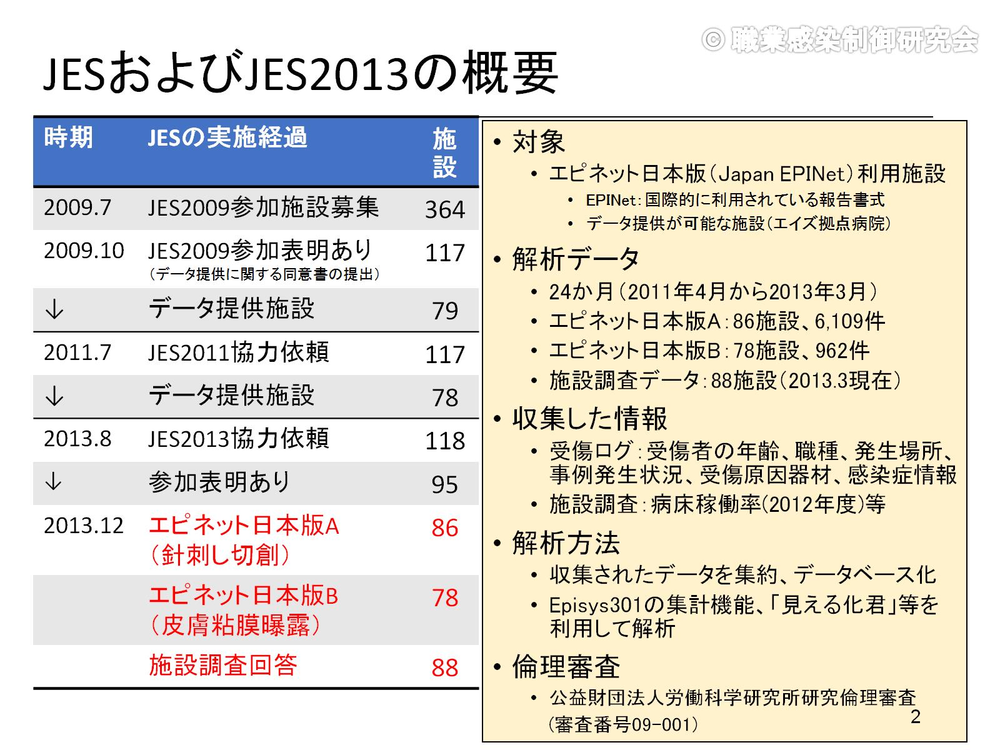 © 職業感染制御研究会
JESおよびJES2013の概要
時期 JESの実施経過 施設
2009.7 JES2009参加施設募集 364
2009.10 JES2009参加表明あり 117
（データ提供に関する同意書の提出）
↓ データ提供施設 79
2011.7 JES2011協力依頼 117
↓ データ提供施設 78
2013.8 JES2013協力依頼 118
↓ 参加表明あり 95
2013.12 エピネット日本版A 86
（針刺し切創）
エピネット日本版B 78
（皮膚粘膜曝露）
施設調査回答 88
• 対象
• エピネット日本版（Japan EPINet）利用施設
• EPINet：国際的に利用されている報告書式
• データ提供が可能な施設（エイズ拠点病院）
• 解析データ
• 24か月（2011年4月から2013年3月）
• エピネット日本版A：86施設、6,109件
• エピネット日本版B：78施設、962件
• 施設調査データ：88施設（2013.3現在）
• 収集した情報
• 受傷ログ：受傷者の年齢、職種、発生場所、
事例発生状況、受傷原因器材、感染症情報
• 施設調査：病床稼働率(2012年度)等
• 解析方法
• 収集されたデータを集約、データベース化
• Episys301の集計機能、「見える化君」等を
利用して解析
• 倫理審査
• 公益財団法人労働科学研究所研究倫理審査
(審査番号09-001)
2